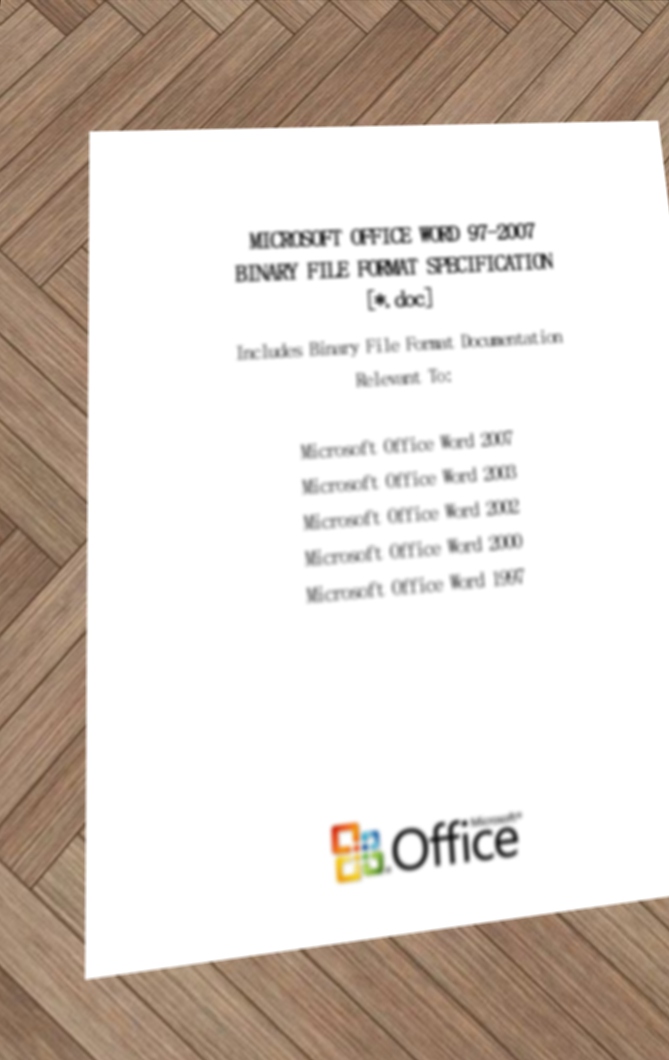 MICROSOFT OFFICE WORD 97-2007
BINARY FILE FORMAT SPECIFICATION
[*.doc]
Includes Binary File Format Documentation
Relevant To:
Microsoft Office Word 2007
Microsoft Office Word 2003
Microsoft Office Word 2002
Microsoft Office Word 2000
Microsoft Office Word 1997
Microsoft®
Office